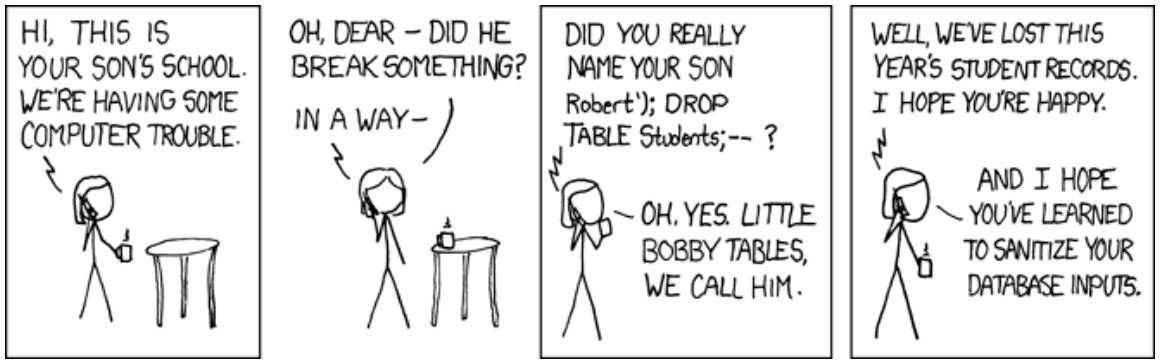 HI, THIS IS
YOUR SON'S SCHOOL.
WE'RE HAVING SOME
COMPUTER TROUBLE.
OH, DEAR – DID HE
BREAK SOMETHING?
IN A WAY–
DID YOU REALLY
NAME YOUR SON
Robert'); DROP
TABLE Students;-- ?
OH. YES. LITTLE
BOBBY TABLES,
WE CALL HIM.
WELL, WE'VE LOST THIS
YEAR'S STUDENT RECORDS.
I HOPE YOU'RE HAPPY.
AND I HOPE
YOU'VE LEARNED
TO SANITIZE YOUR
DATABASE INPUTS.